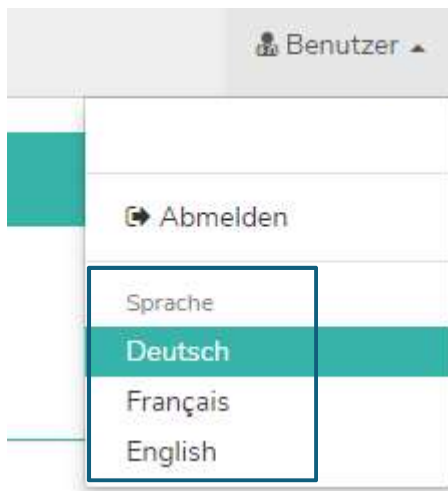 Benutzer
Abmelden
Sprache
Deutsch
Français
English